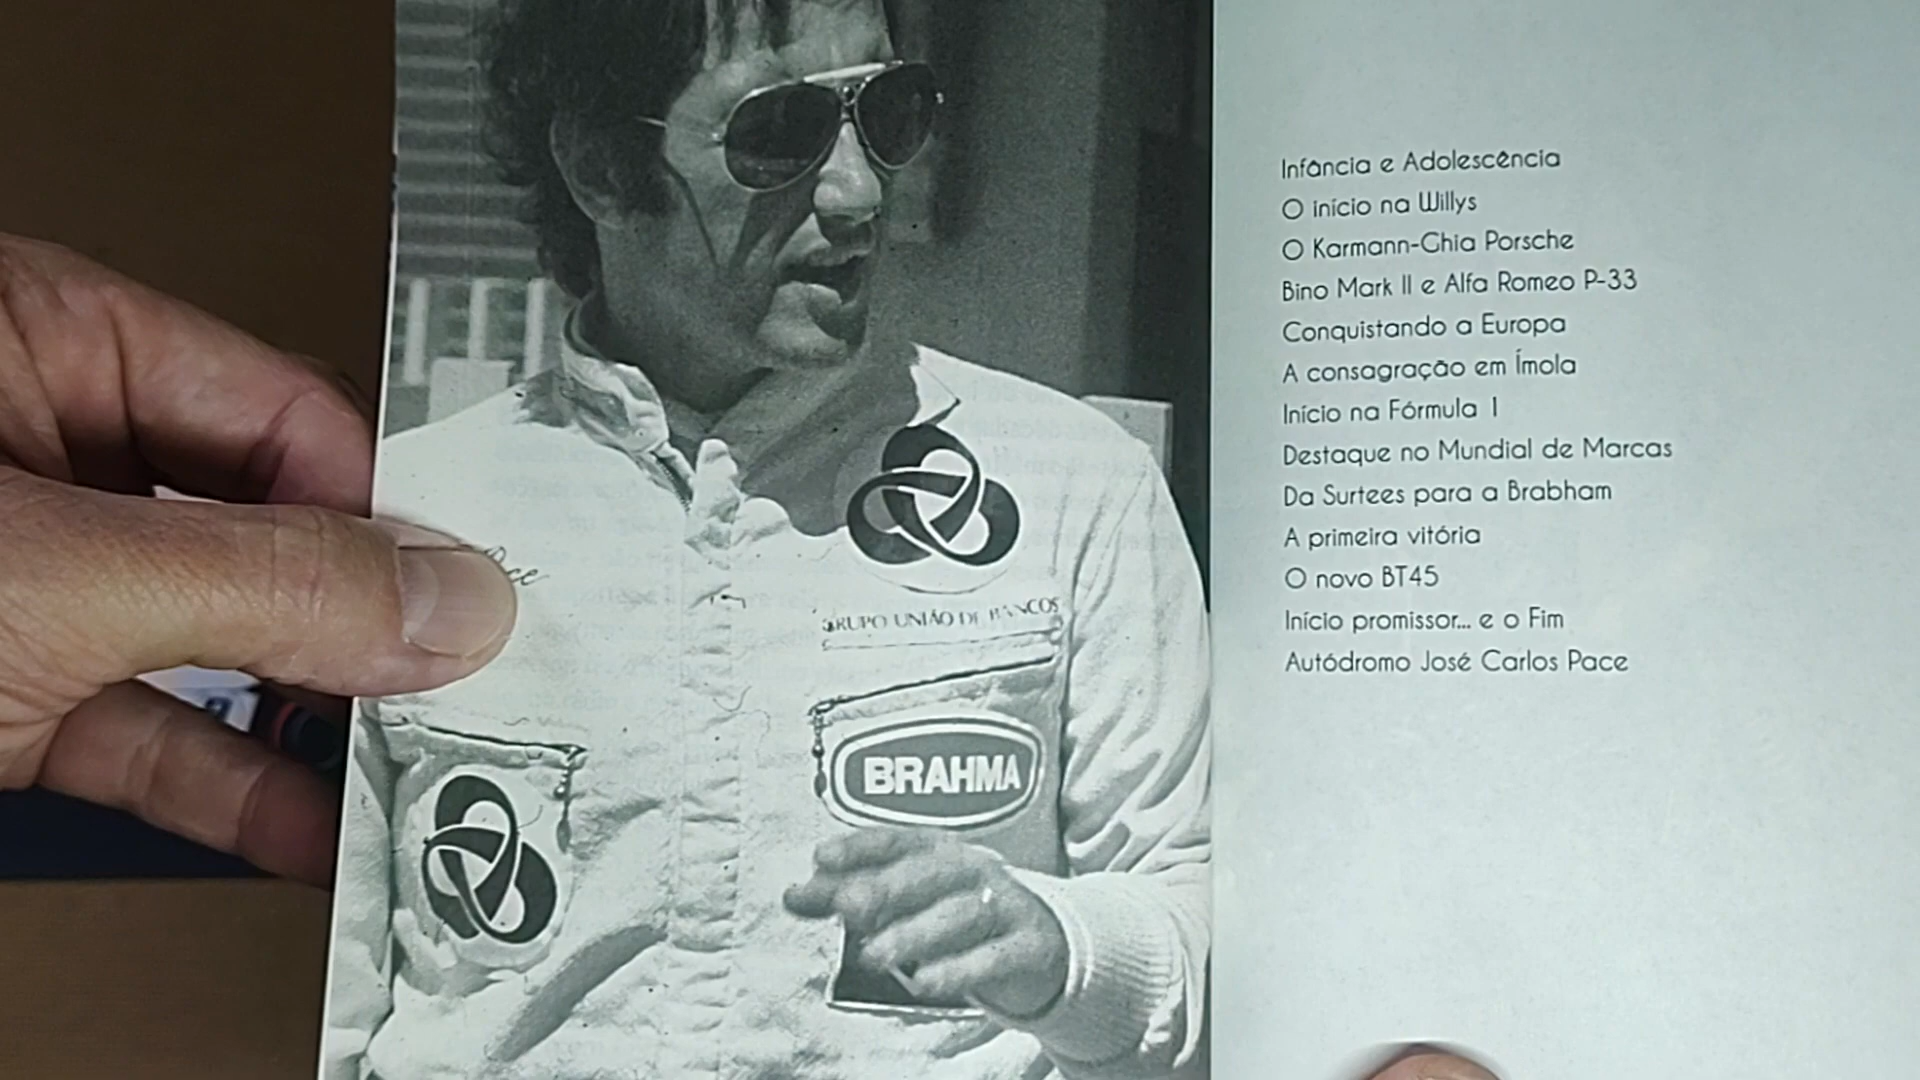 Pace
GRUPO UNIÃO DE BANCOS
BRAHMA
Infância e Adolescência
O início na Willys
O Karmann-Ghia Porsche
Bino Mark II e Alfa Romeo P-33
Conquistando a Europa
A consagração em Ímola
Início na Fórmula 1
Destaque no Mundial de Marcas
Da Surtees para a Brabham
A primeira vitória
O novo BT45
Início promissor... e o Fim
Autódromo José Carlos Pace